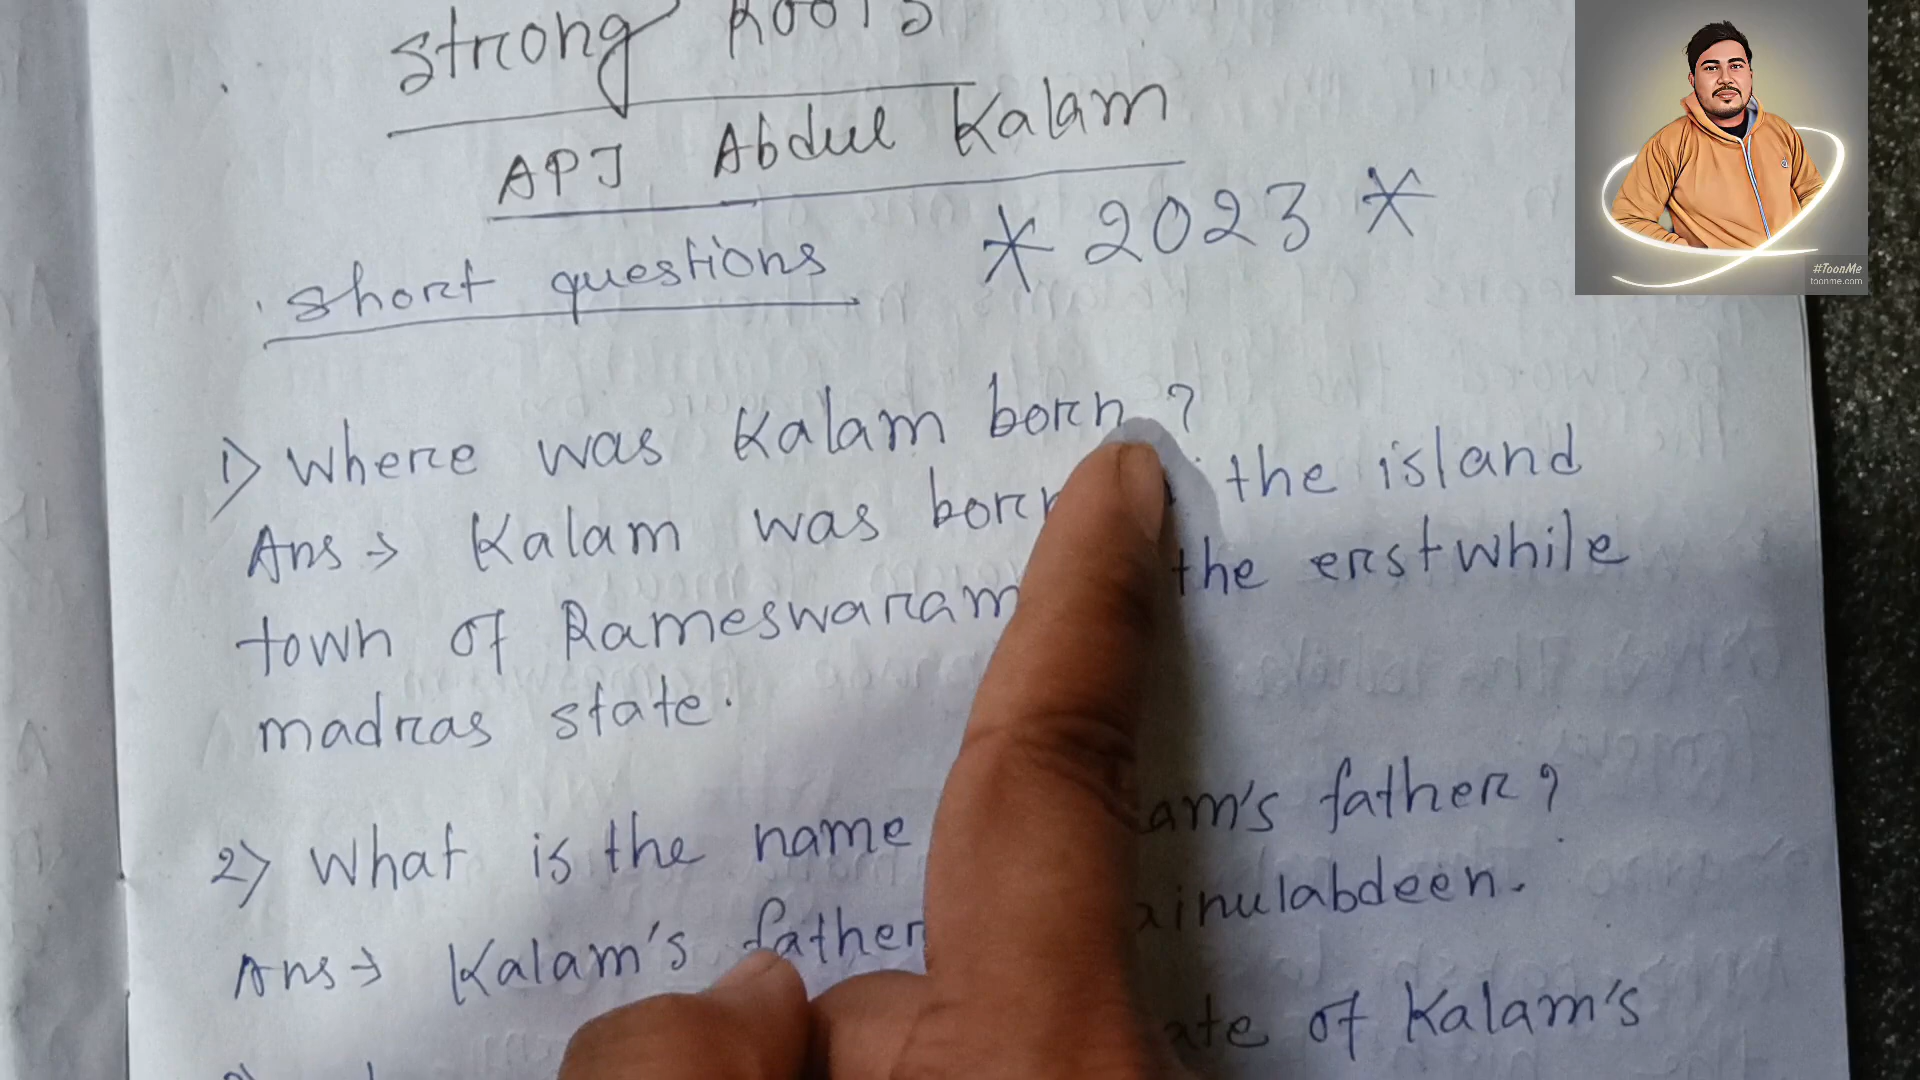 strong Roots
APJ Abdul Kalam
short questions * 2023 *
1) Where was Kalam born?
Ans → Kalam was born the island
town of Rameswaram the erstwhile
madras state.
2) What is the name am's father?
Ans → Kalam's father xinulabdeen.
ate of Kalam's
#ToonMe
toonme.com